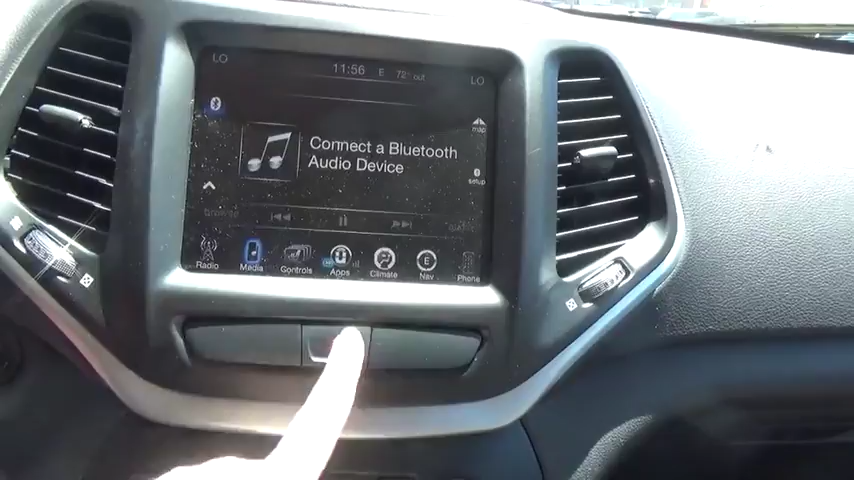 LO
11:56 E 72° out
LO
map
Connect a Bluetooth
Audio Device
setup
browse
Radio
Media
Controls
Apps
Climate
E
Nav
Phone